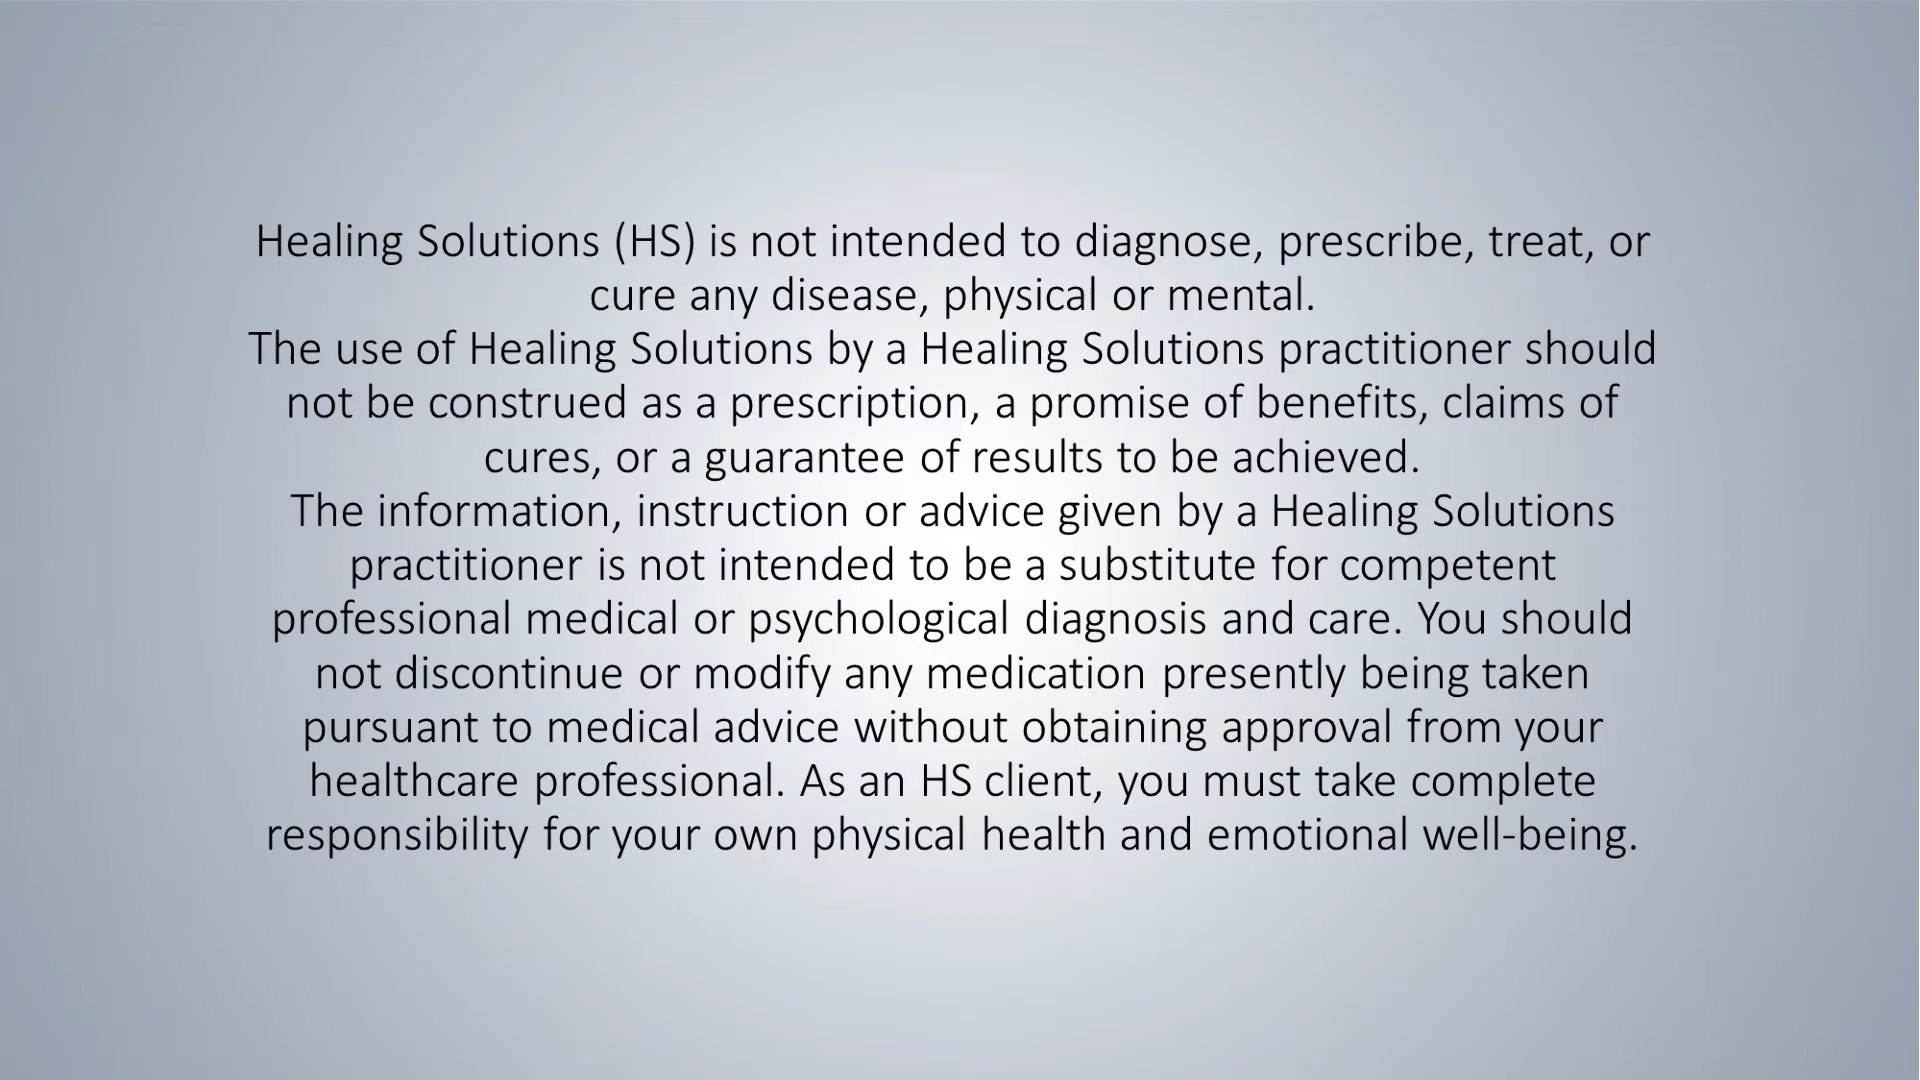 Healing Solutions (HS) is not intended to diagnose, prescribe, treat, or
cure any disease, physical or mental.
The use of Healing Solutions by a Healing Solutions practitioner should
not be construed as a prescription, a promise of benefits, claims of
cures, or a guarantee of results to be achieved.
The information, instruction or advice given by a Healing Solutions
practitioner is not intended to be a substitute for competent
professional medical or psychological diagnosis and care. You should
not discontinue or modify any medication presently being taken
pursuant to medical advice without obtaining approval from your
healthcare professional. As an HS client, you must take complete
responsibility for your own physical health and emotional well-being.